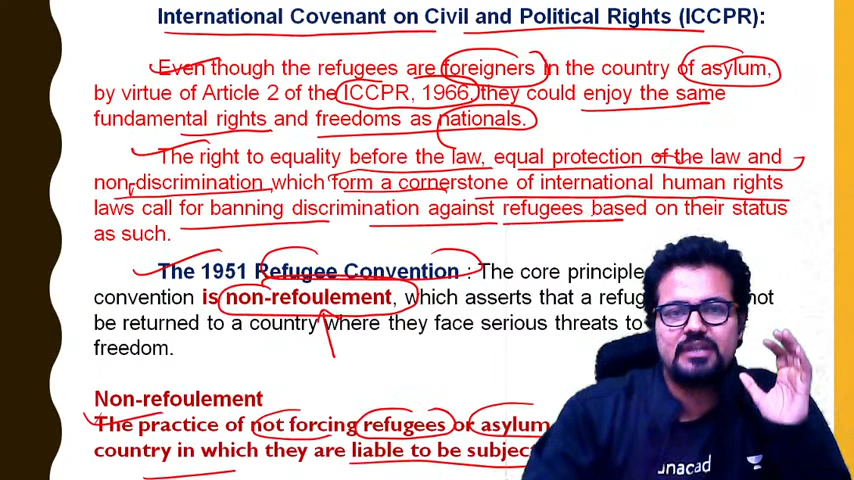 International Covenant on Civil and Political Rights (ICCPR):
Even though the refugees are foreigners in the country of asylum,
by virtue of Article 2 of the ICCPR, 1966, they could enjoy the same
fundamental rights and freedoms as nationals.
The right to equality before the law, equal protection of the law and
non-discrimination which form a cornerstone of international human rights
laws call for banning discrimination against refugees based on their status
as such.
The 1951 Refugee Convention : The core principle
convention is non-refoulement, which asserts that a not
be returned to a country where they face serious threats to
freedom.
Non-refoulement
The practice of not forcing refugees or asylum
country in which they are liable to be
unacad